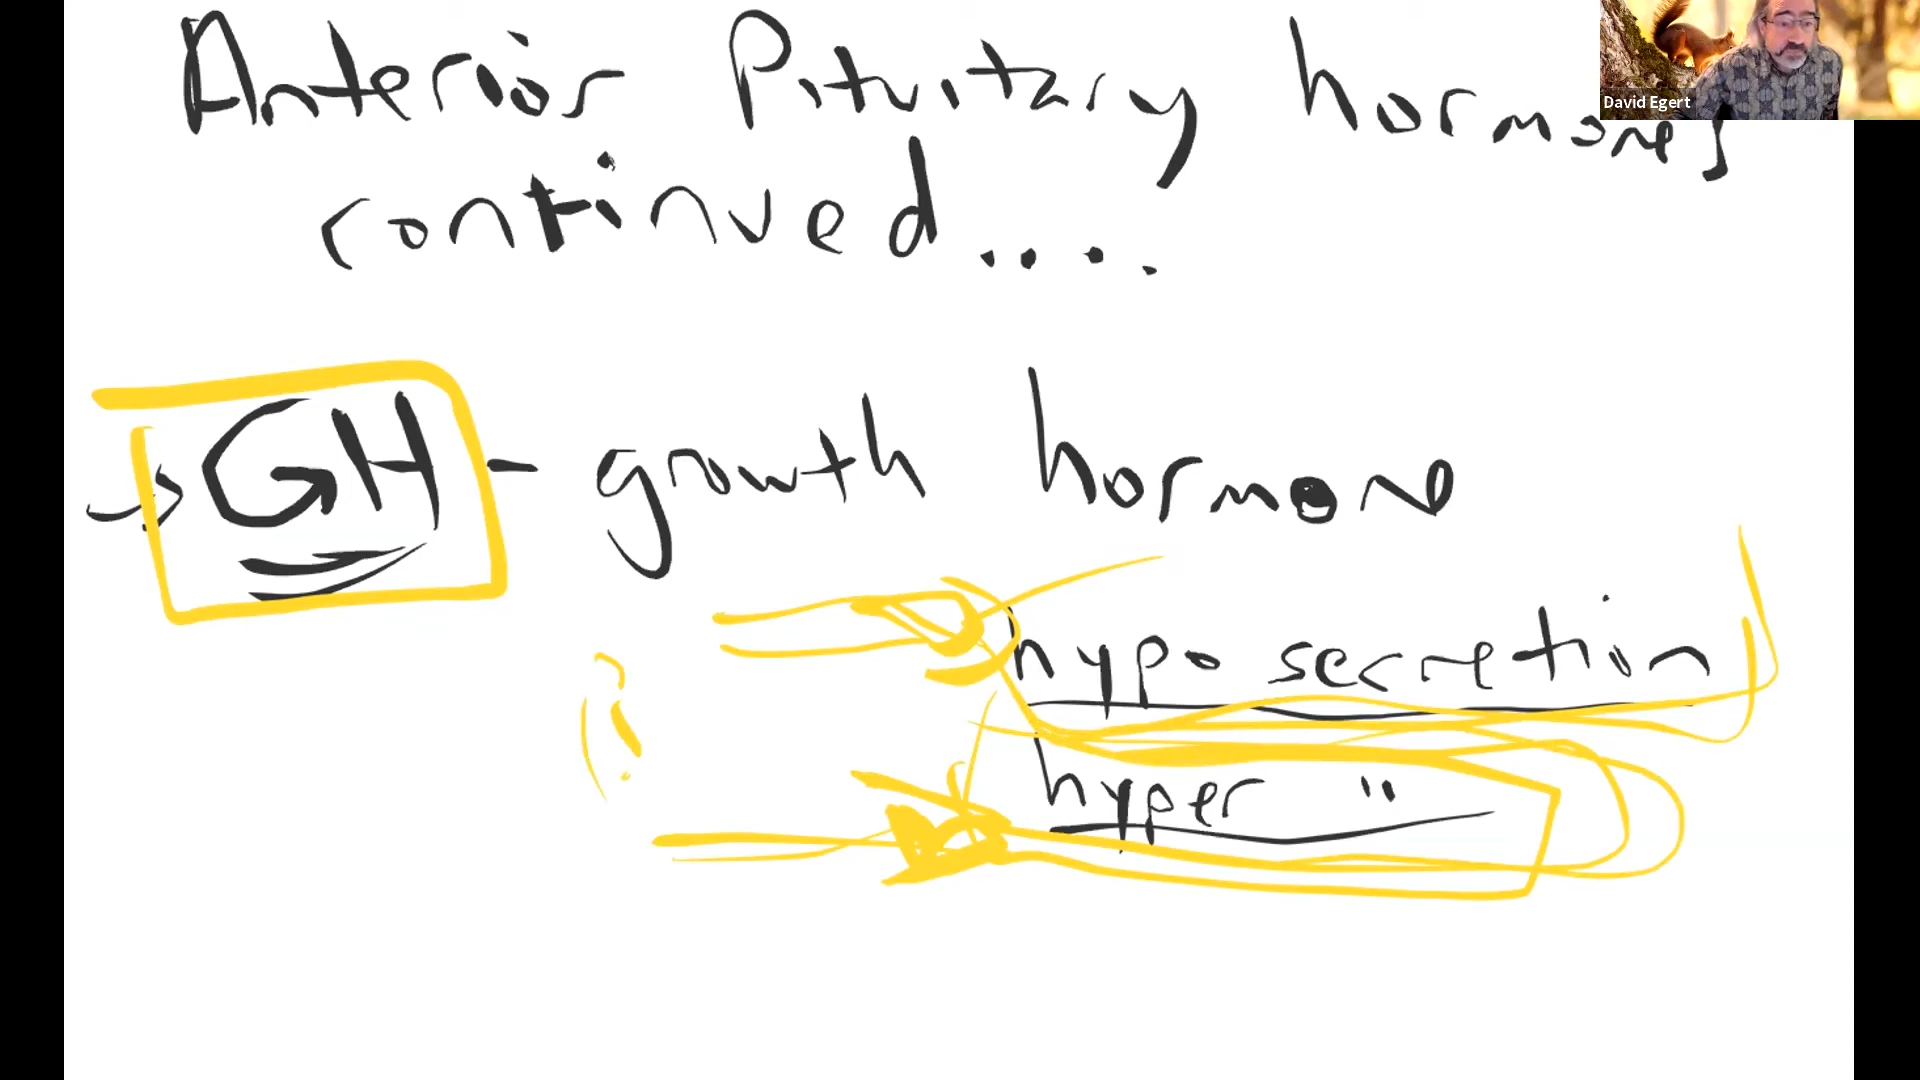 Anterior Pituitary hormones
David Egert
continued....
→ GH - growth hormone
hypo secretion
hyper "